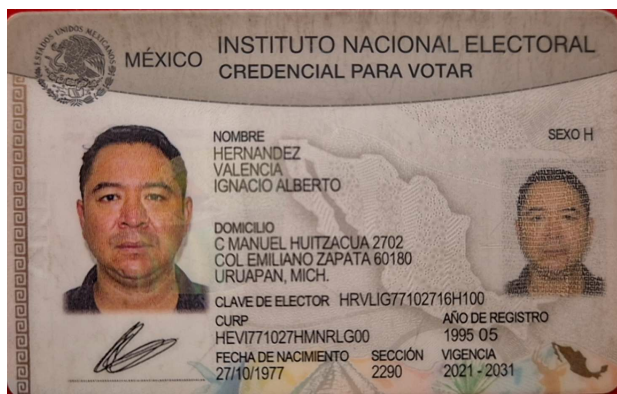 ESTADOS UNIDOS MEXICANOS
MÉXICO
INSTITUTO NACIONAL ELECTORAL
CREDENCIAL PARA VOTAR
NOMBRE
SEXO H
HERNANDEZ
VALENCIA
IGNACIO ALBERTO
DOMICILIO
C MANUEL HUITZACUA 2702
COL EMILIANO ZAPATA 60180
URUAPAN, MICH.
CLAVE DE ELECTOR HRVLIG77102716H100
CURP
HEVI771027HMNRLG00
AÑO DE REGISTRO
1995 05
FECHA DE NACIMIENTO
27/10/1977
SECCIÓN
2290
VIGENCIA
2021 - 2031